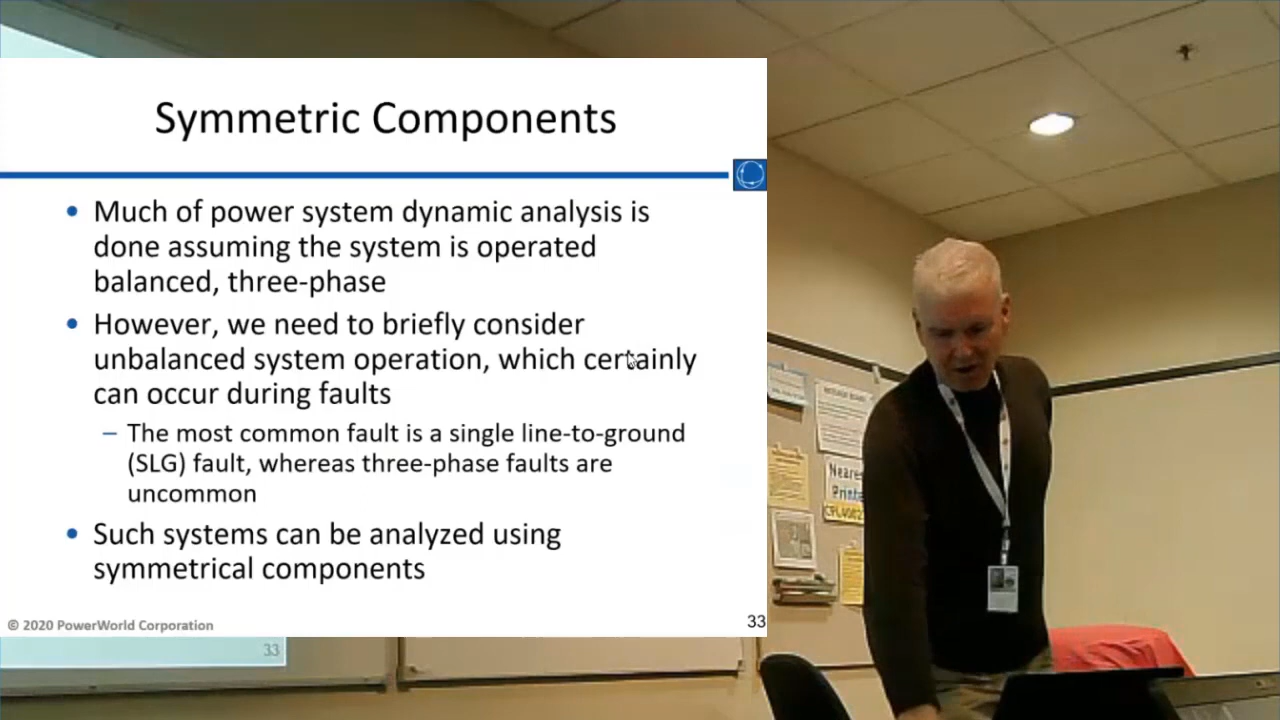 Symmetric Components
• Much of power system dynamic analysis is
done assuming the system is operated
balanced, three-phase
• However, we need to briefly consider
unbalanced system operation, which certainly
can occur during faults
– The most common fault is a single line-to-ground
(SLG) fault, whereas three-phase faults are
uncommon
• Such systems can be analyzed using
symmetrical components
© 2020 PowerWorld Corporation
33
33